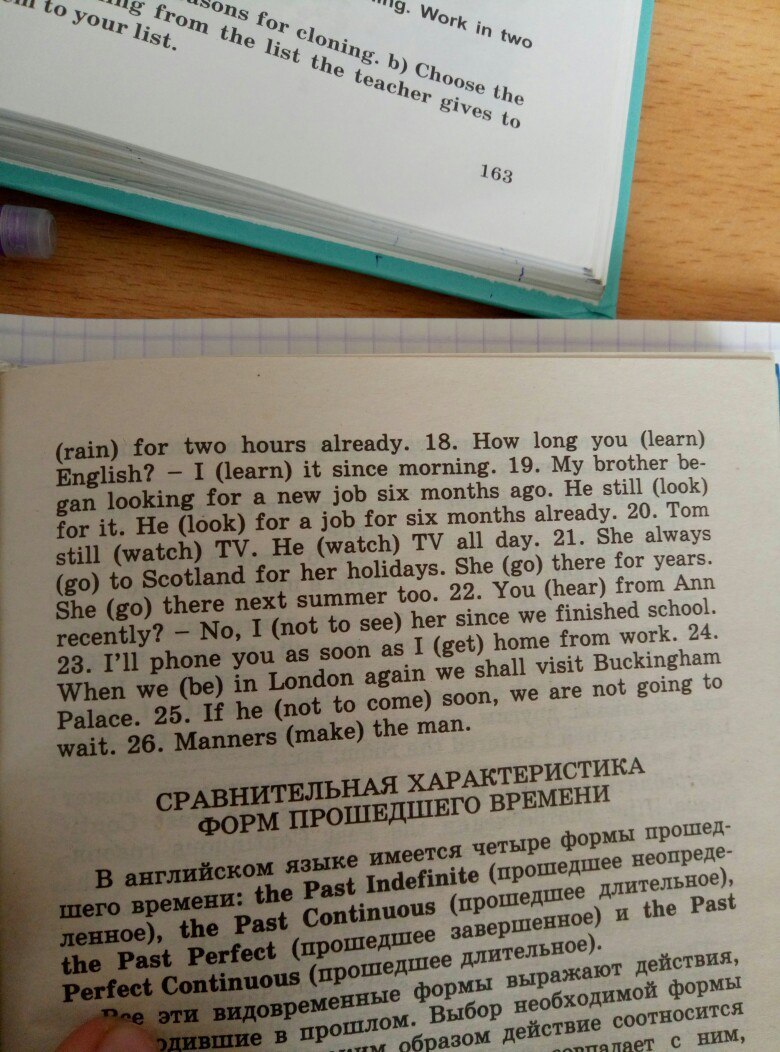 ng. Work in two
asons for cloning. b) Choose the
ing from the list the teacher gives to
em to your list.
163
(rain) for two hours already. 18. How long you (learn)
English? – I (learn) it since morning. 19. My brother be-
gan looking for a new job six months ago. He still (look)
for it. He (look) for a job for six months already. 20. Tom
still (watch) TV. He (watch) TV all day. 21. She always
(go) to Scotland for her holidays. She (go) there for years.
She (go) there next summer too. 22. You (hear) from Ann
recently? – No, I (not to see) her since we finished school.
23. I'll phone you as soon as I (get) home from work. 24.
When we (be) in London again we shall visit Buckingham
Palace. 25. If he (not to come) soon, we are not going to
wait. 26. Manners (make) the man.
СРАВНИТЕЛЬНАЯ ХАРАКТЕРИСТИКА
ФОРМ ПРОШЕДШЕГО ВРЕМЕНИ
В английском языке имеется четыре формы прошед-
шего времени: the Past Indefinite (прошедшее неопреде-
ленное), the Past Continuous (прошедшее длительное),
the Past Perfect (прошедшее завершенное) и the Past
Perfect Continuous (прошедшее длительное).
Все эти видовременные формы выражают действия,
одившие в прошлом. Выбор необходимой формы
образом действие соотносится
совпадает с ним,